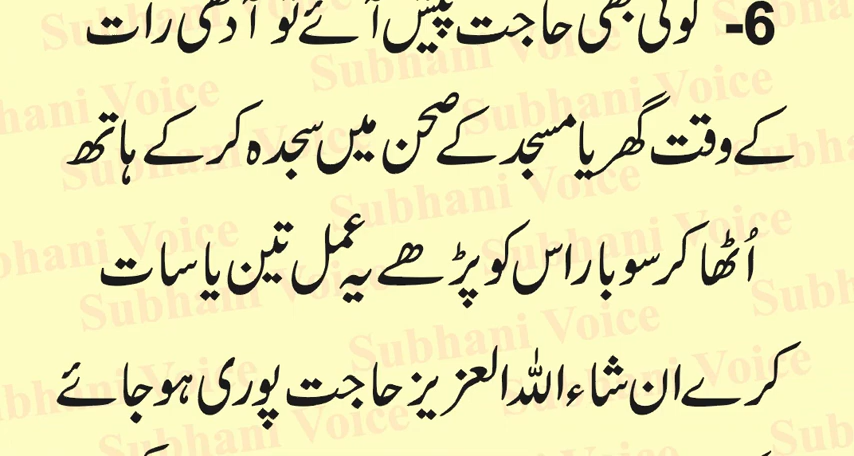 6- کوئی بھی حاجت پیش آئے تو آدھی رات
کے وقت گھر یا مسجد کے صحن میں سجدہ کر کے ہاتھ
اُٹھا کر سو بار اس کو پڑھے یہ عمل تین یا سات
کرے ان شاء اللہ العزیز حاجت پوری ہو جائے
Subhani Voice